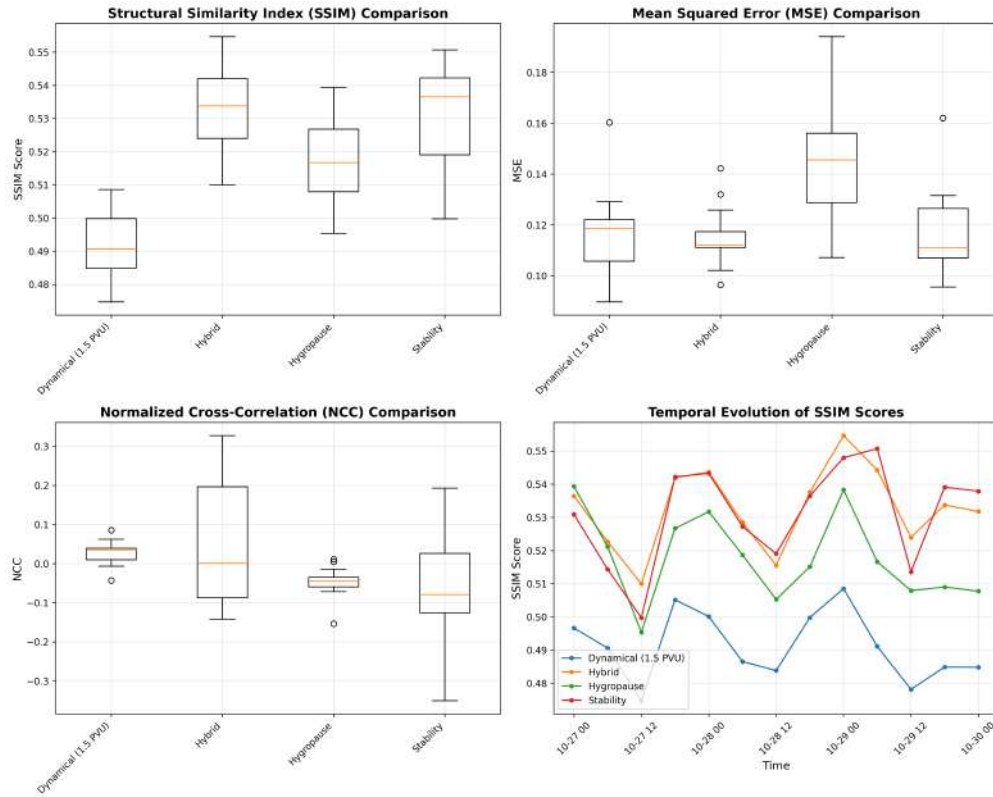 Structural Similarity Index (SSIM) Comparison
SSIM Score
0.55
0.54
0.53
0.52
0.51
0.50
0.49
0.48
Dynamical (1.5 PVU)
Hybrid
Hygropause
Stability
Mean Squared Error (MSE) Comparison
MSE
0.18
0.16
0.14
0.12
0.10
Dynamical (1.5 PVU)
Hybrid
Hygropause
Stability
Normalized Cross-Correlation (NCC) Comparison
NCC
0.3
0.2
0.1
0.0
−0.1
−0.2
−0.3
Dynamical (1.5 PVU)
Hybrid
Hygropause
Stability
Temporal Evolution of SSIM Scores
SSIM Score
0.55
0.54
0.53
0.52
0.51
0.50
0.49
0.48
Dynamical (1.5 PVU)
Hybrid
Hygropause
Stability
10-27 00
10-27 12
10-28 00
10-28 12
10-29 00
10-29 12
10-30 00
Time